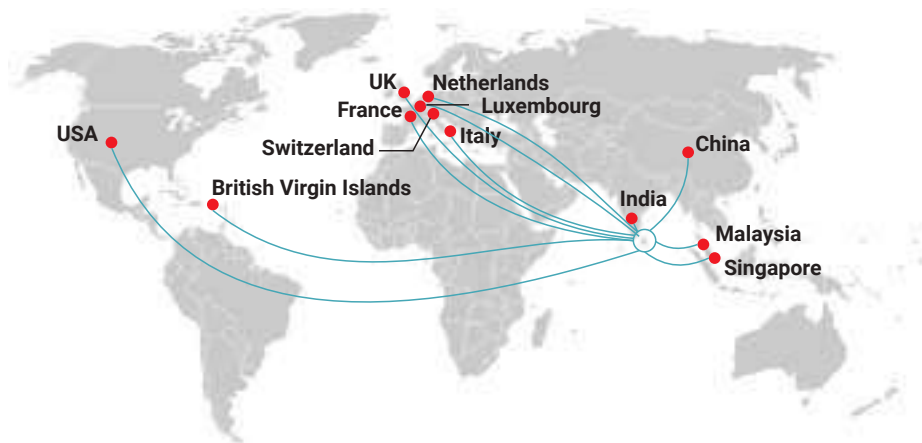 UK
Netherlands
Luxembourg
France
USA
Switzerland
Italy
China
British Virgin Islands
India
Malaysia
Singapore